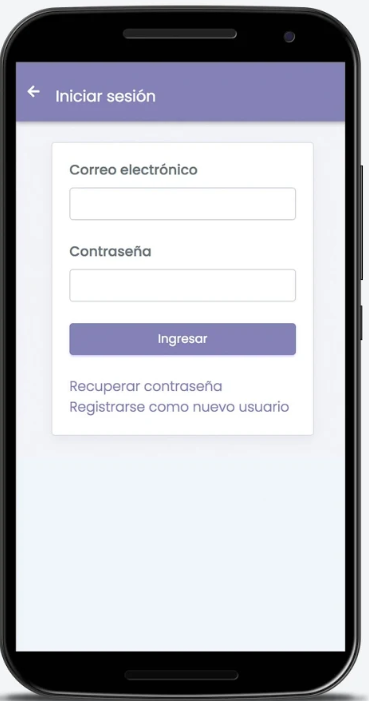 Iniciar sesión
Correo electrónico
Contraseña
Ingresar
Recuperar contraseña
Registrarse como nuevo usuario